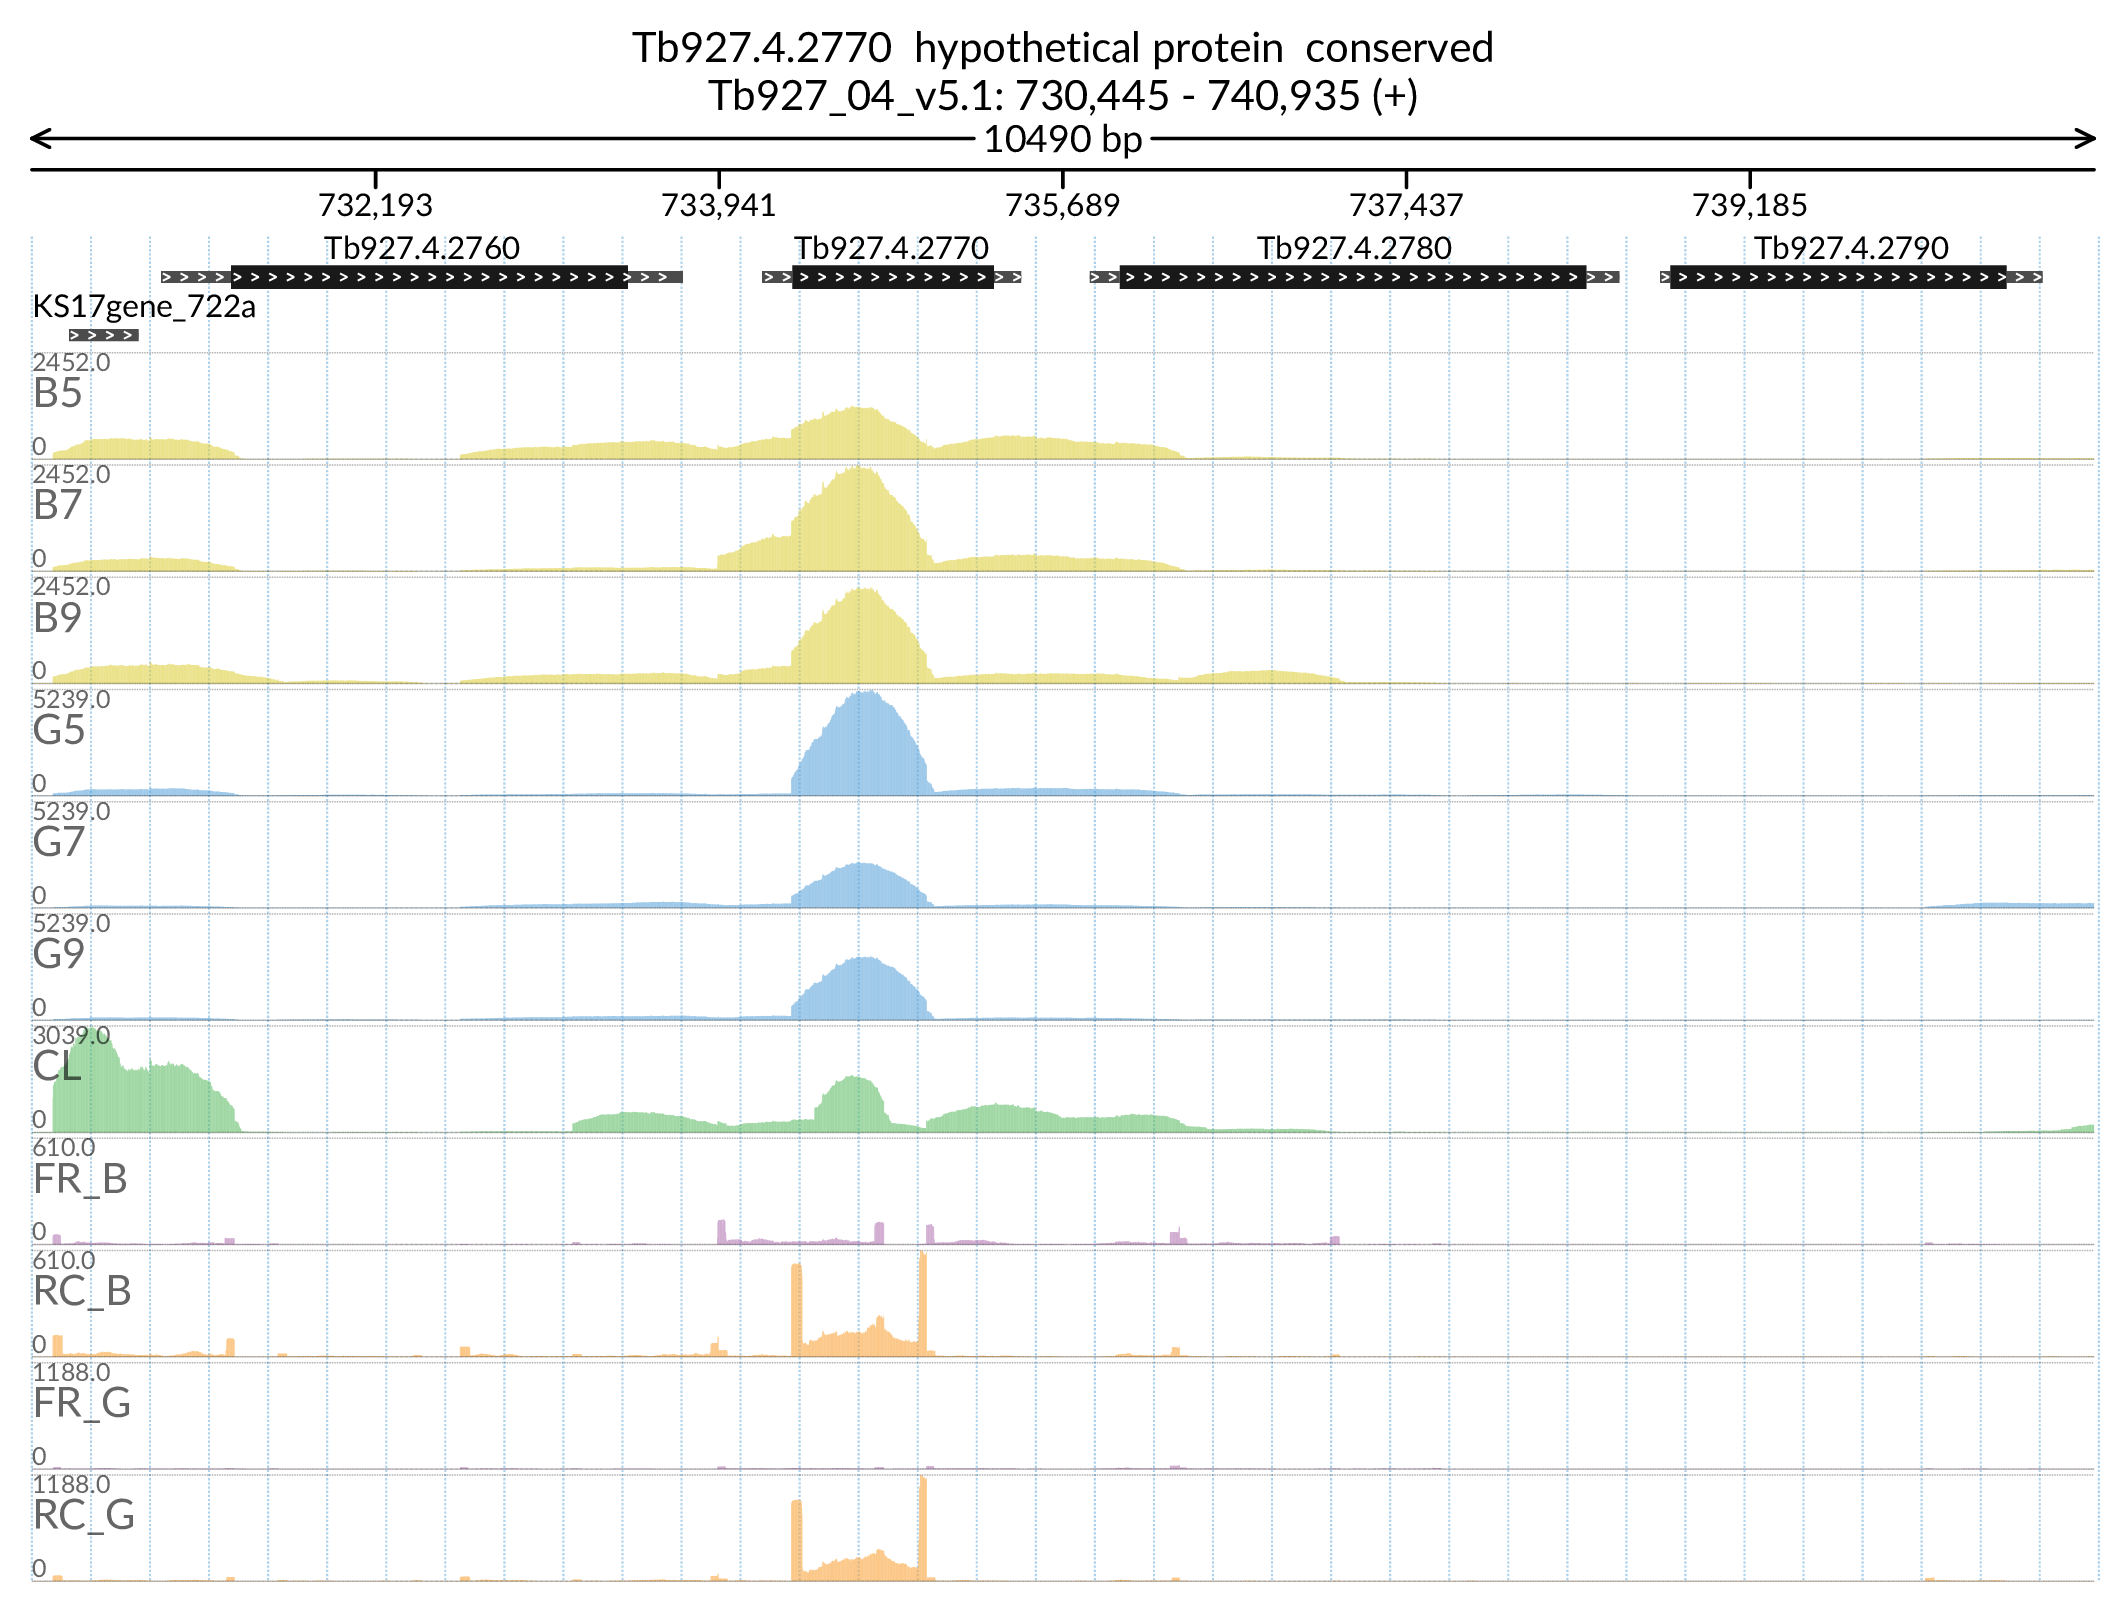 Tb927.4.2770  hypothetical protein  conserved
Tb927_04_v5.1: 730,445 - 740,935 (+)
10490 bp
732,193 733,941 735,689 737,437 739,185
Tb927.4.2760 Tb927.4.2770 Tb927.4.2780 Tb927.4.2790
KS17gene_722a
2452.0
B5
0
2452.0
B7
0
2452.0
B9
0
5239.0
G5
0
5239.0
G7
0
5239.0
G9
0
3039.0
CL
0
610.0
FR_B
0
610.0
RC_B
0
1188.0
FR_G
0
1188.0
RC_G
0